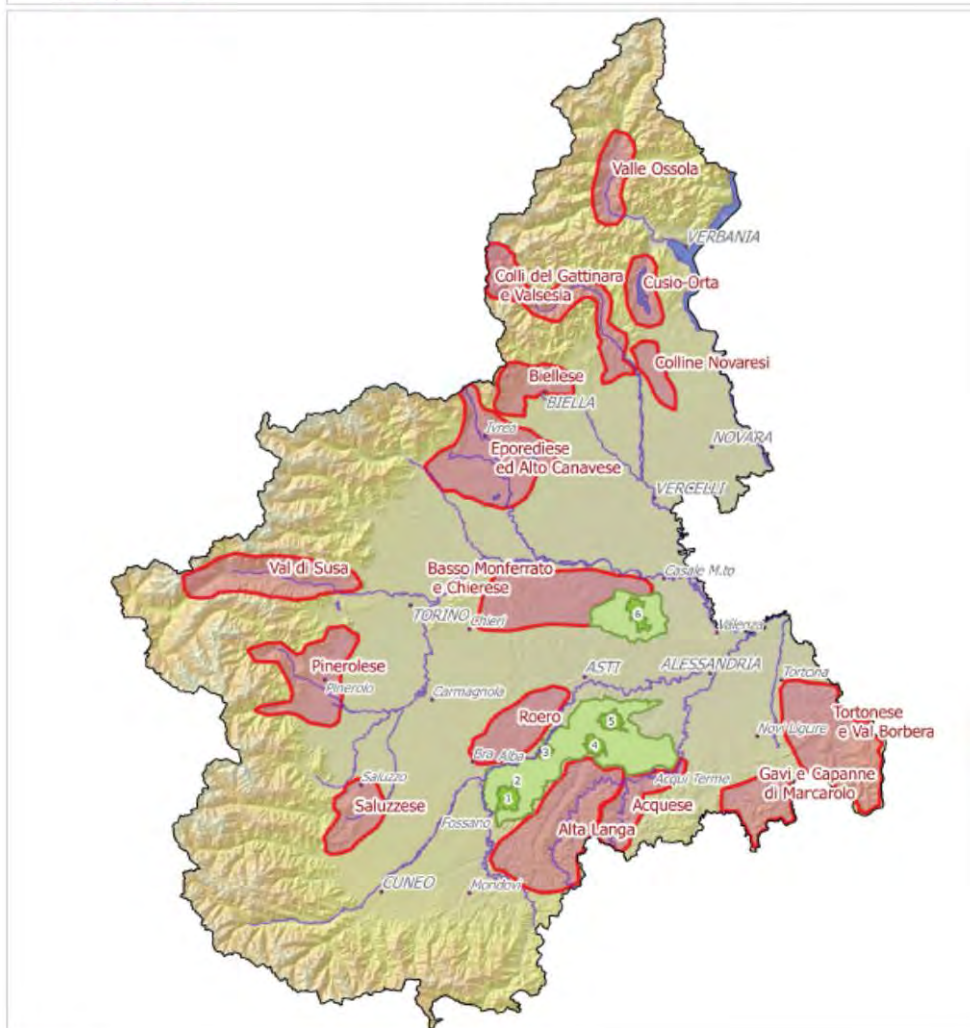 Valle Ossola
VERBANIA
Colli del Gattinara
e Valsesia
Cusio-Orta
Colline Novaresi
Biellese
BIELLA
Ivrea
NOVARA
Eporediese
ed Alto Canavese
VERCELLI
Val di Susa
Basso Monferrato
e Chierese
Casale M.to
TORINO
Chieri
6
Valenza
Pinerolese
Pinerolo
ASTI
ALESSANDRIA
Carmagnola
Tortona
Roero
5
Tortonese
e Val Borbera
Novi Ligure
4
3
Bra
Alba
Saluzzo
Acqui Terme
Gavi e Capanne
di Marcarolo
2
1
Saluzzese
Acquese
Fossano
Alta Langa
CUNEO
Mondovì